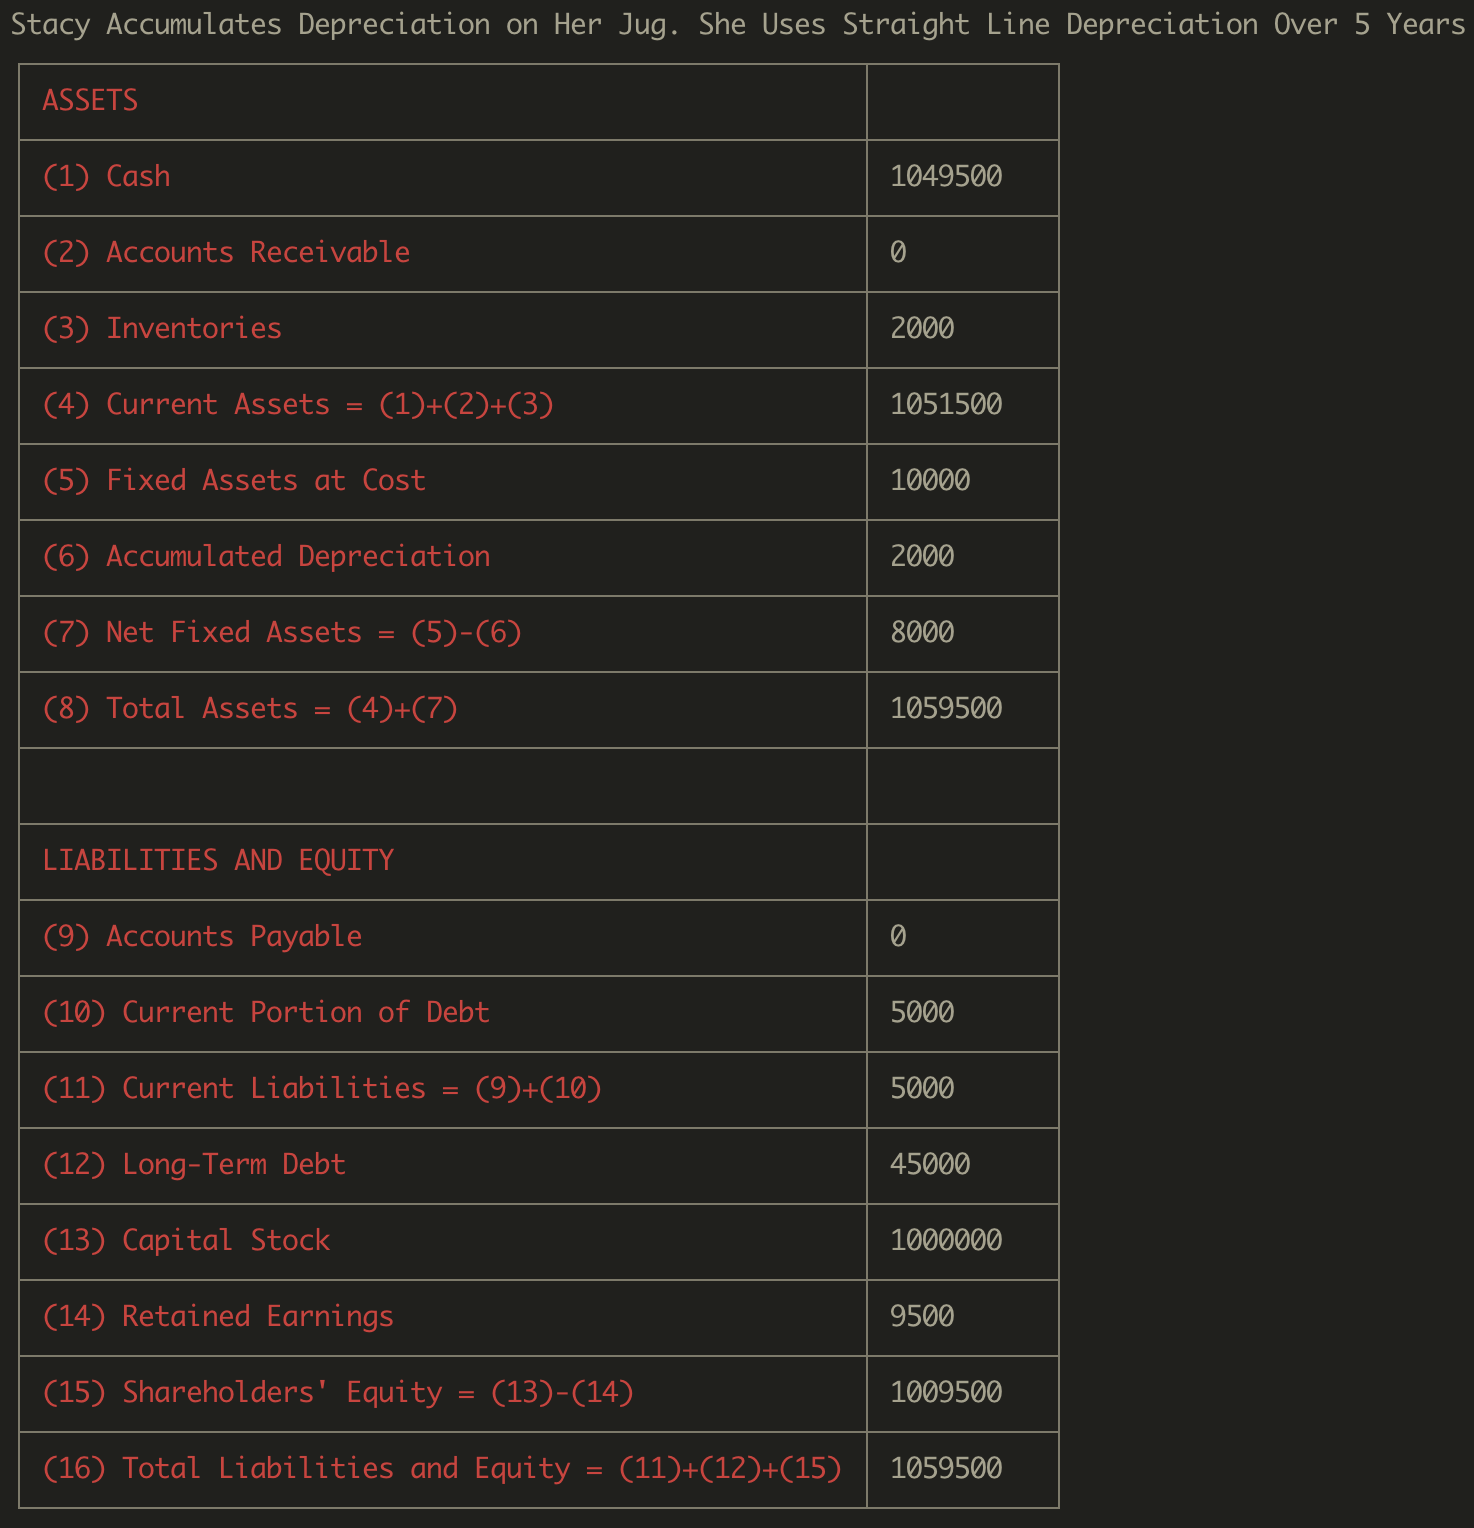 Stacy Accumulates Depreciation on Her Jug. She Uses Straight Line Depreciation Over 5 Years
ASSETS
(1) Cash 1049500
(2) Accounts Receivable 0
(3) Inventories 2000
(4) Current Assets = (1)+(2)+(3) 1051500
(5) Fixed Assets at Cost 10000
(6) Accumulated Depreciation 2000
(7) Net Fixed Assets = (5)-(6) 8000
(8) Total Assets = (4)+(7) 1059500
LIABILITIES AND EQUITY
(9) Accounts Payable 0
(10) Current Portion of Debt 5000
(11) Current Liabilities = (9)+(10) 5000
(12) Long-Term Debt 45000
(13) Capital Stock 1000000
(14) Retained Earnings 9500
(15) Shareholders' Equity = (13)-(14) 1009500
(16) Total Liabilities and Equity = (11)+(12)+(15) 1059500